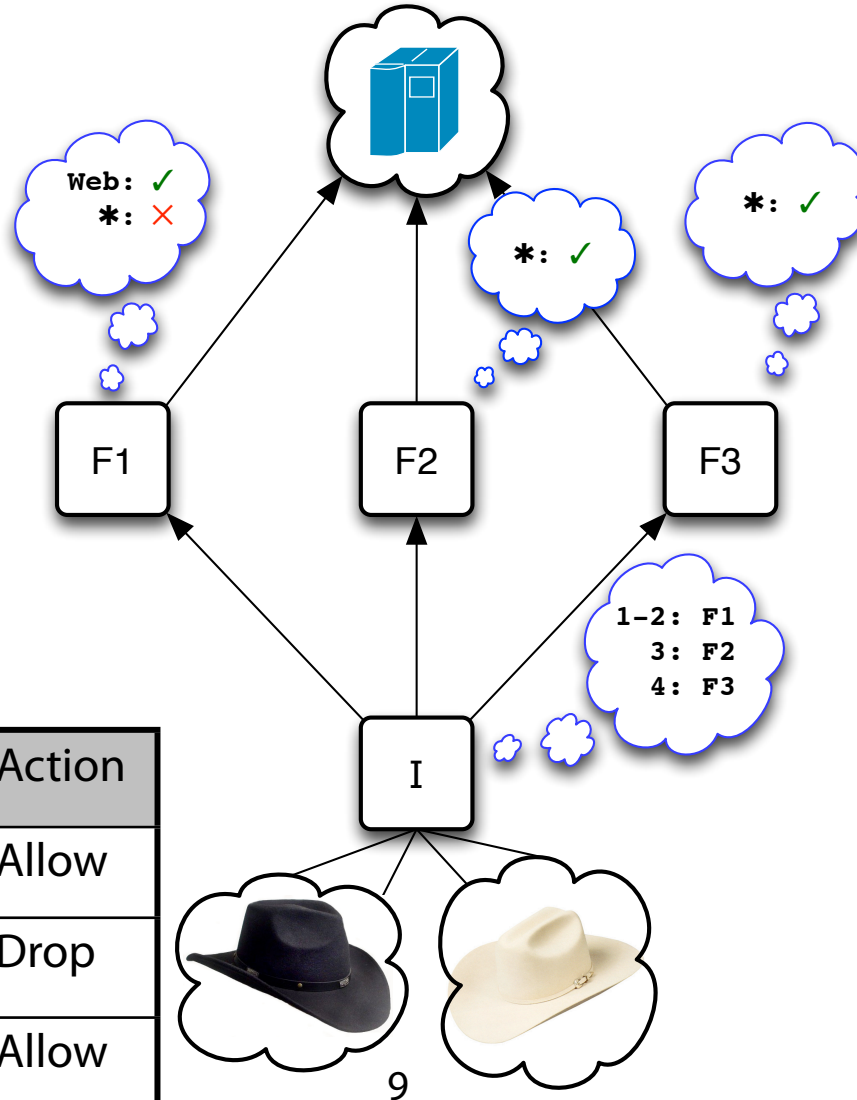 Web: ✓
*: ×
*: ✓
*: ✓
F1
F2
F3
1-2: F1
3: F2
4: F3
I
Action
Allow
Drop
Allow
9